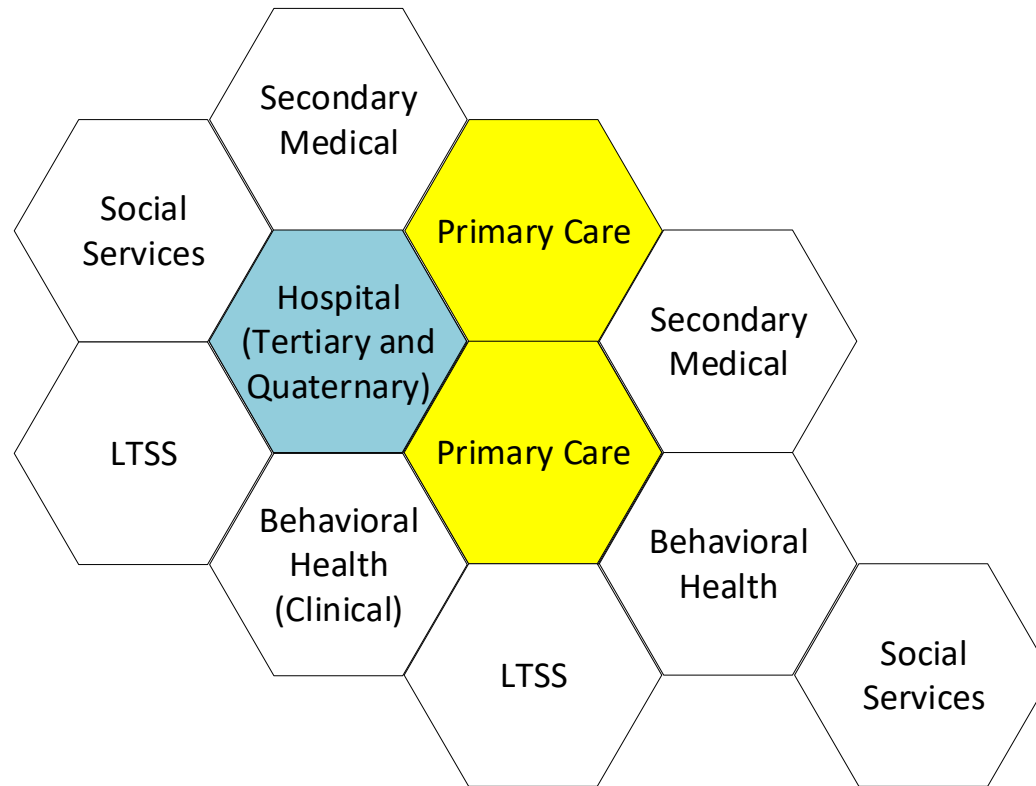 Secondary
Medical
Social
Services
Primary Care
Hospital
(Tertiary and
Quaternary)
Secondary
Medical
LTSS
Primary Care
Behavioral
Health
(Clinical)
Behavioral
Health
LTSS
Social
Services